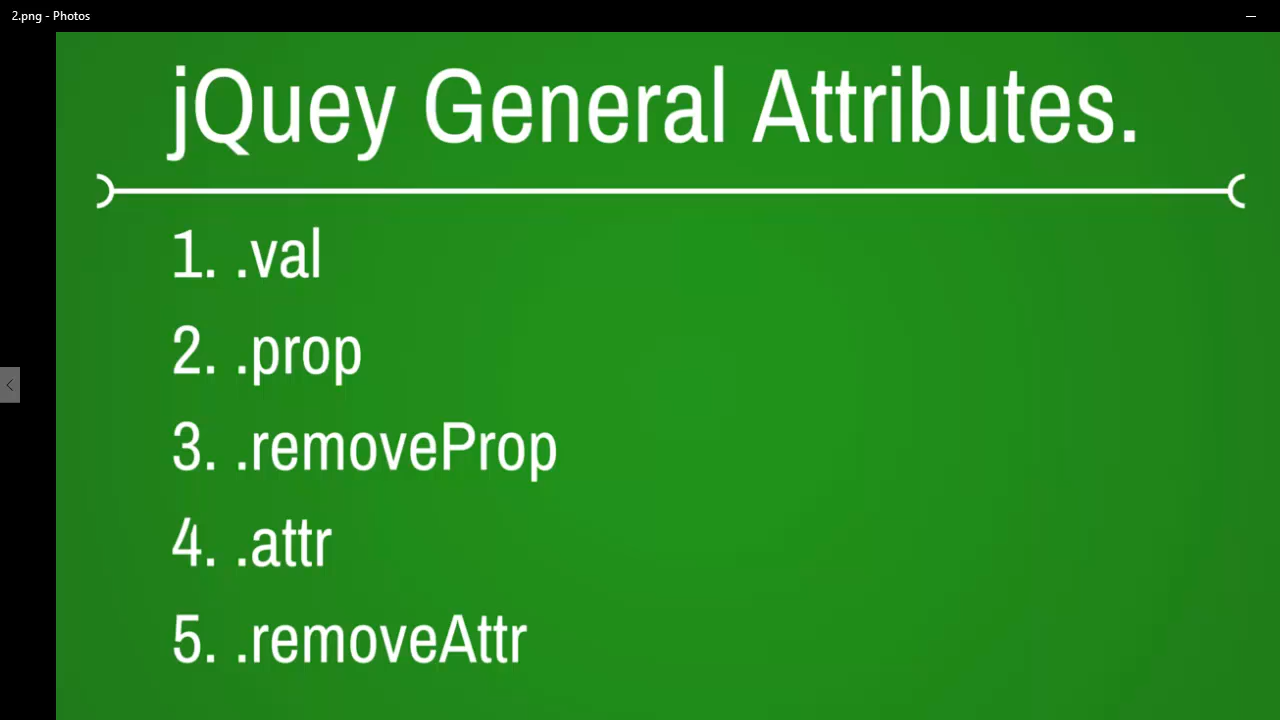 2.png - Photos
jQuey General Attributes.
1. .val
2. .prop
3. .removeProp
4. .attr
5. .removeAttr